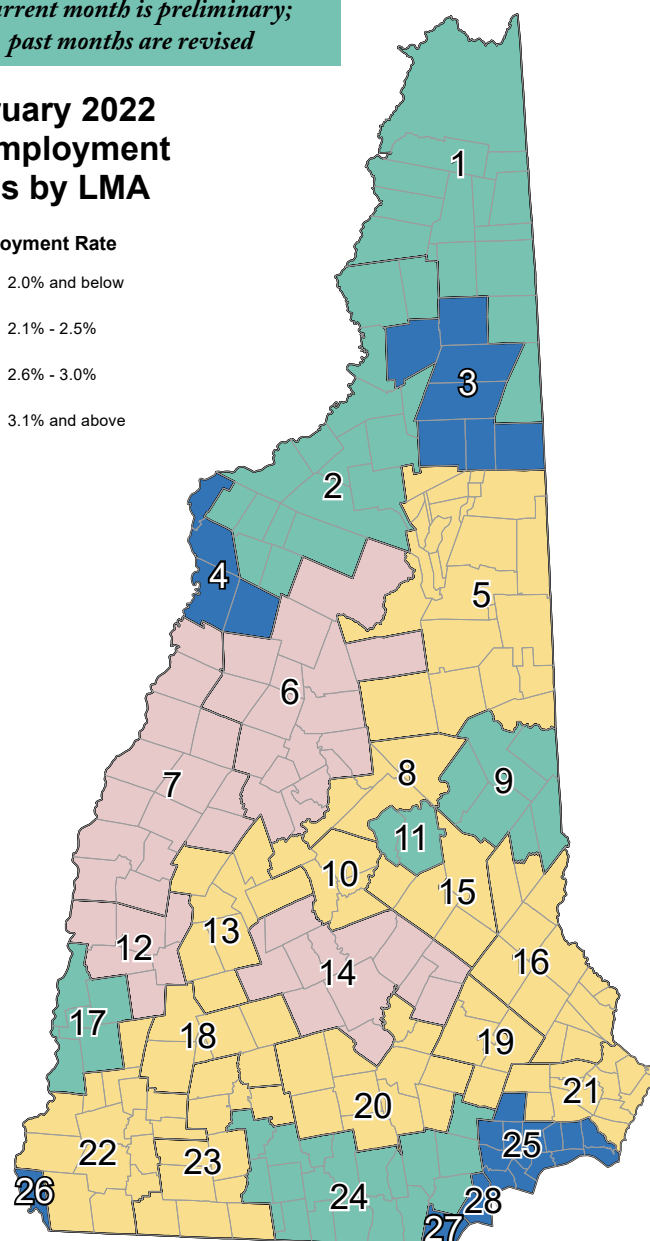 urrent month is preliminary;
past months are revised
ruary 2022
mployment
s by LMA
oyment Rate
2.0% and below
2.1% - 2.5%
2.6% - 3.0%
3.1% and above
1
3
2
4
5
6
7
8
9
11
10
15
13
12
14
16
17
18
19
20
21
22
23
25
24
26
28
27